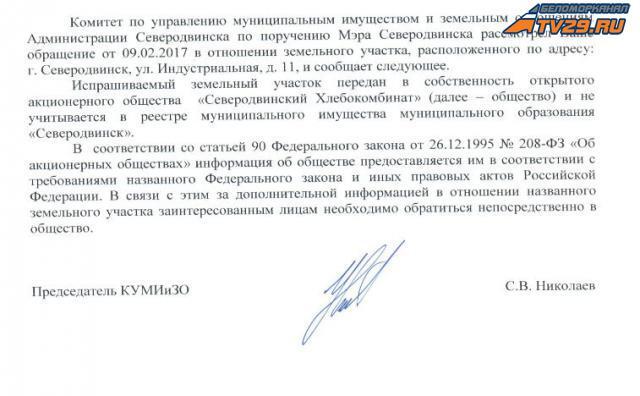 БЕЛОМОРКАНАЛ
TV29.RU
Комитет по управлению муниципальным имуществом и земельным
Администрации Северодвинска по поручению Мэра Северодвинска рассмотрел
обращение от 09.02.2017 в отношении земельного участка, расположенного по адресу:
г. Северодвинск, ул. Индустриальная, д. 11, и сообщает следующее.
Испрашиваемый земельный участок передан в собственность открытого
акционерного общества «Северодвинский Хлебокомбинат» (далее – общество) и не
учитывается в реестре муниципального имущества муниципального образования
«Северодвинск».
В соответствии со статьей 90 Федерального закона от 26.12.1995 № 208-ФЗ «Об
акционерных обществах» информация об обществе предоставляется им в соответствии с
требованиями названного Федерального закона и иных правовых актов Российской
Федерации. В связи с этим за дополнительной информацией в отношении названного
земельного участка заинтересованным лицам необходимо обратиться непосредственно в
общество.
Председатель КУМИиЗО
С.В. Николаев